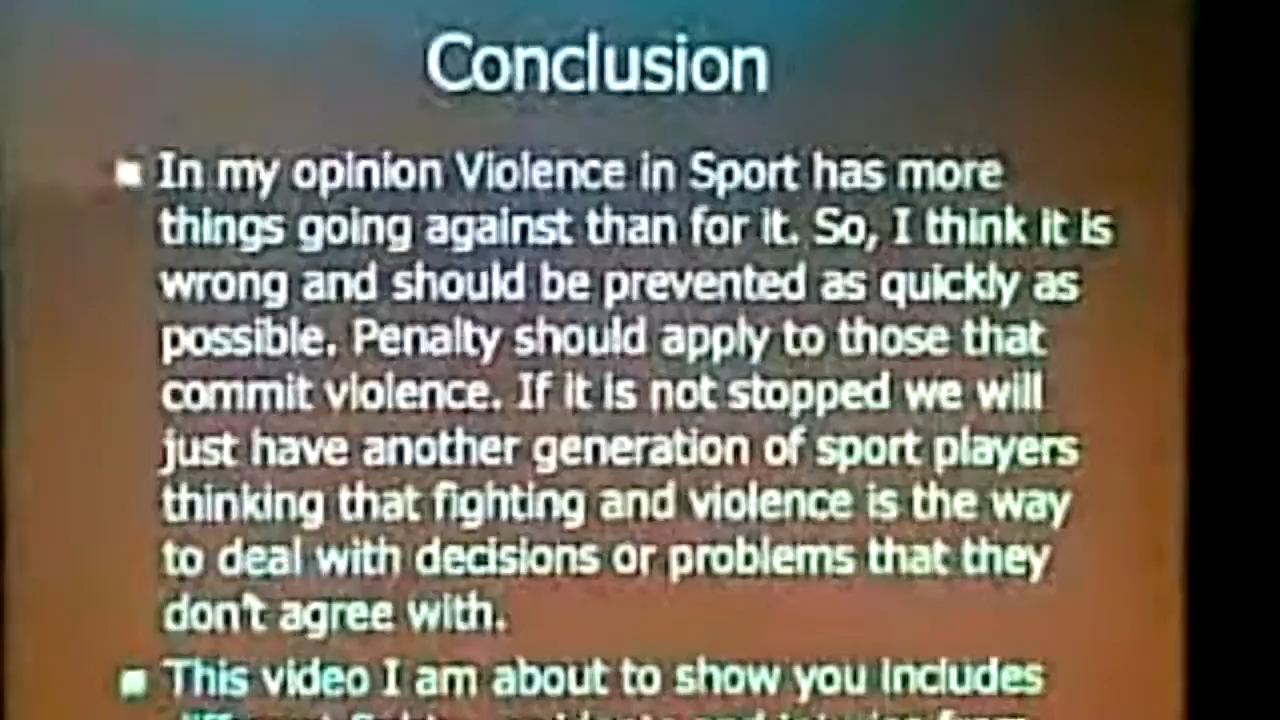 Conclusion
In my opinion Violence in Sport has more
things going against than for it. So, I think it is
wrong and should be prevented as quickly as
possible. Penalty should apply to those that
commit violence. If it is not stopped we will
just have another generation of sport players
thinking that fighting and violence is the way
to deal with decisions or problems that they
don't agree with.
This video I am about to show you includes